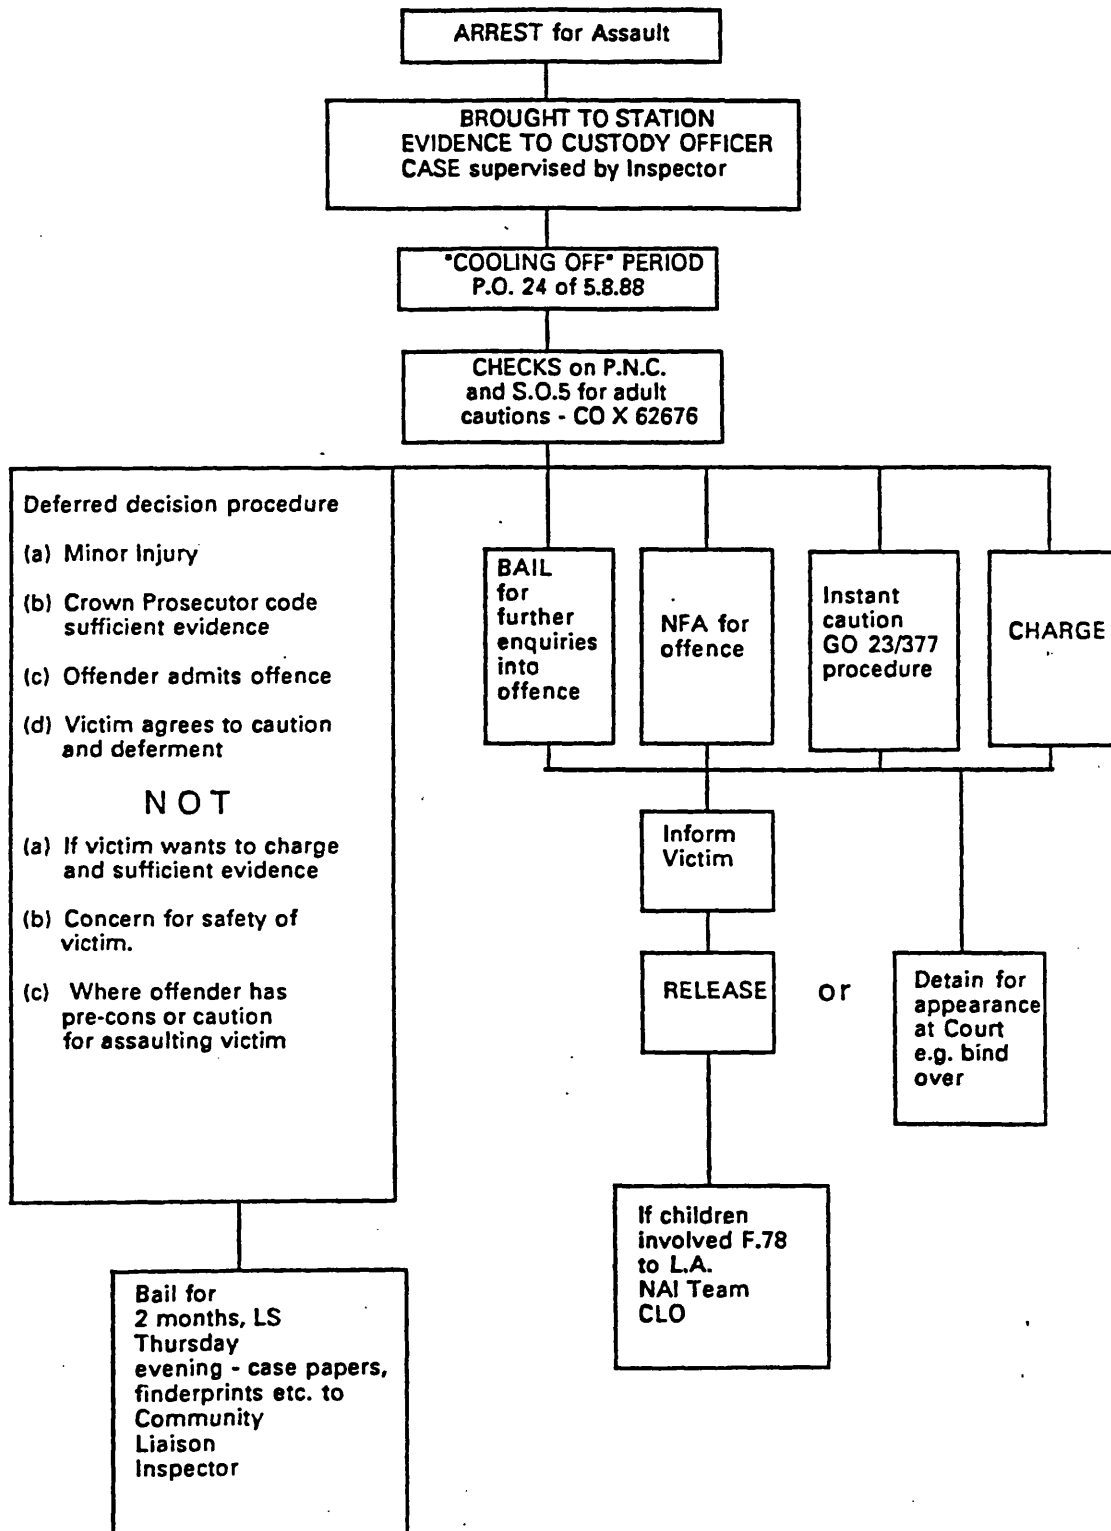 ARREST for Assault
BROUGHT TO STATION
EVIDENCE TO CUSTODY OFFICER
CASE supervised by Inspector
"COOLING OFF" PERIOD
P.O. 24 of 5.8.88
CHECKS on P.N.C.
and S.O.5 for adult
cautions - CO X 62676
Deferred decision procedure
(a) Minor Injury
(b) Crown Prosecutor code
sufficient evidence
(c) Offender admits offence
(d) Victim agrees to caution
and deferment
NOT
(a) If victim wants to charge
and sufficient evidence
(b) Concern for safety of
victim.
(c) Where offender has
pre-cons or caution
for assaulting victim
Bail for
2 months, LS
Thursday
evening - case papers,
finderprints etc. to
Community
Liaison
Inspector
BAIL
for
further
enquiries
into
offence
NFA for
offence
Instant
caution
GO 23/377
procedure
CHARGE
Inform
Victim
RELEASE
or
Detain for
appearance
at Court
e.g. bind
over
If children
involved F.78
to L.A.
NAI Team
CLO